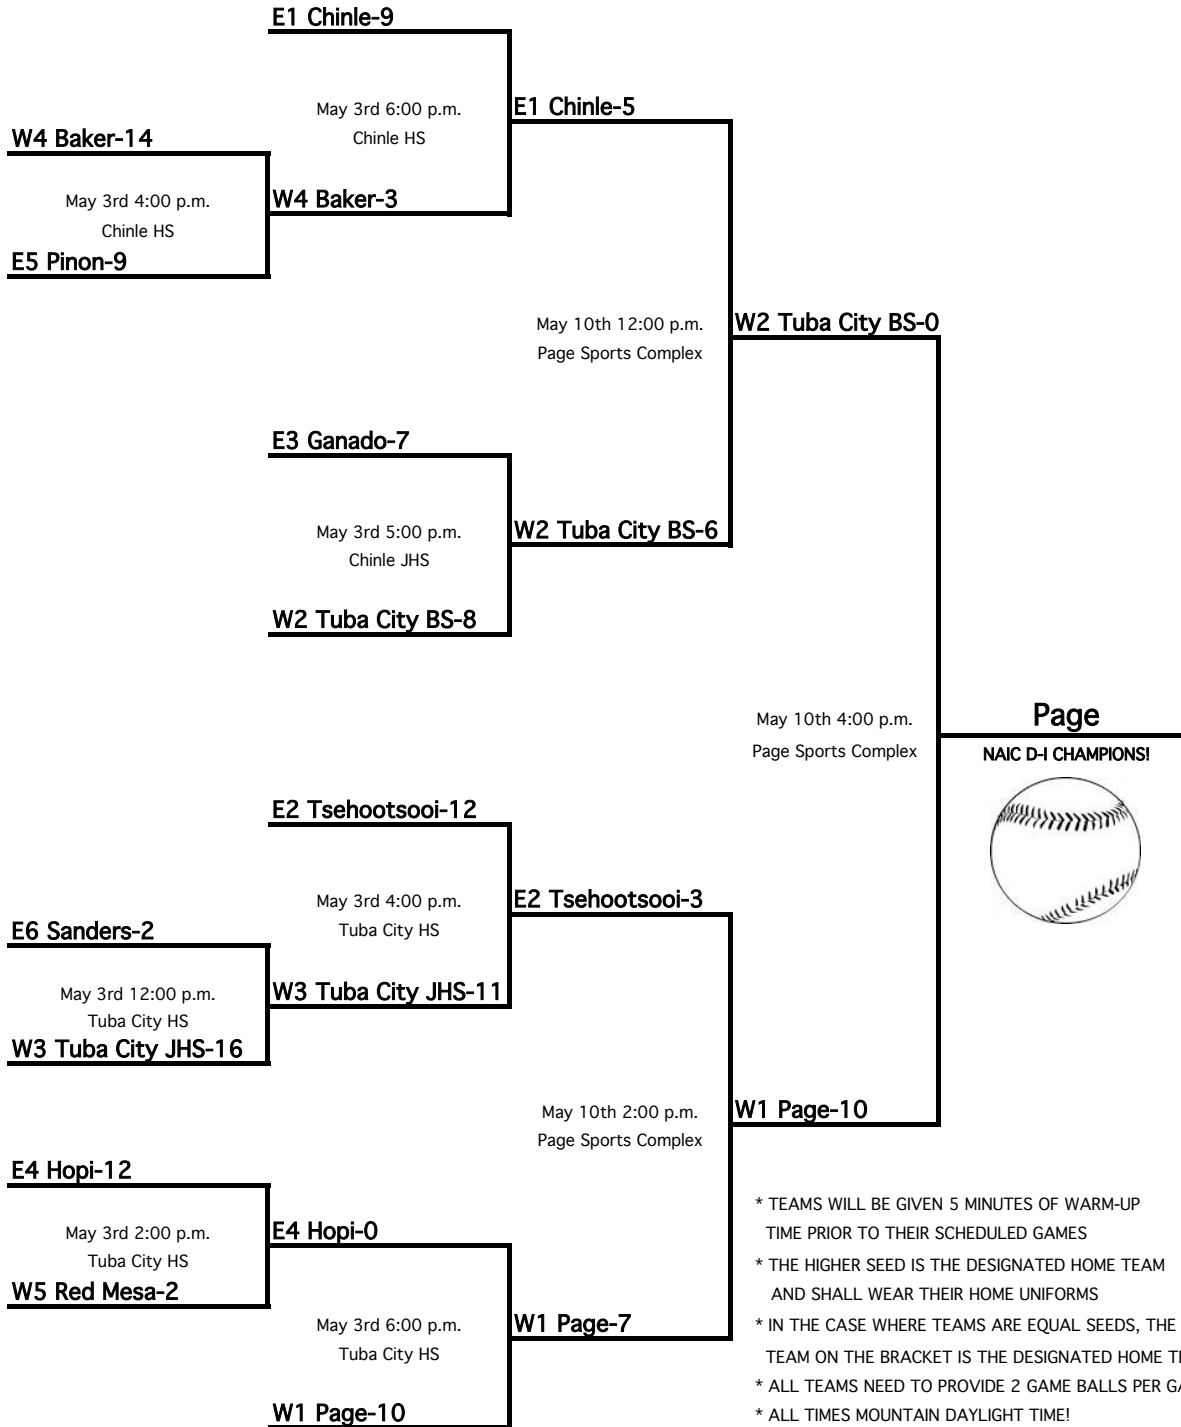 E1 Chinle-9
May 3rd 6:00 p.m.
Chinle HS
E1 Chinle-5
W4 Baker-14
May 3rd 4:00 p.m.
Chinle HS
W4 Baker-3
E5 Pinon-9
May 10th 12:00 p.m.
Page Sports Complex
W2 Tuba City BS-0
E3 Ganado-7
May 3rd 5:00 p.m.
Chinle JHS
W2 Tuba City BS-6
W2 Tuba City BS-8
May 10th 4:00 p.m.
Page Sports Complex
Page
NAIC D-I CHAMPIONS!
E2 Tsehootsooi-12
May 3rd 4:00 p.m.
Tuba City HS
E2 Tsehootsooi-3
E6 Sanders-2
May 3rd 12:00 p.m.
Tuba City HS
W3 Tuba City JHS-11
W3 Tuba City JHS-16
May 10th 2:00 p.m.
Page Sports Complex
W1 Page-10
E4 Hopi-12
May 3rd 2:00 p.m.
Tuba City HS
E4 Hopi-0
W5 Red Mesa-2
May 3rd 6:00 p.m.
Tuba City HS
W1 Page-7
W1 Page-10
* TEAMS WILL BE GIVEN 5 MINUTES OF WARM-UP
TIME PRIOR TO THEIR SCHEDULED GAMES
* THE HIGHER SEED IS THE DESIGNATED HOME TEAM
AND SHALL WEAR THEIR HOME UNIFORMS
* IN THE CASE WHERE TEAMS ARE EQUAL SEEDS, THE
TEAM ON THE BRACKET IS THE DESIGNATED HOME
* ALL TEAMS NEED TO PROVIDE 2 GAME BALLS PER
* ALL TIMES MOUNTAIN DAYLIGHT TIME!